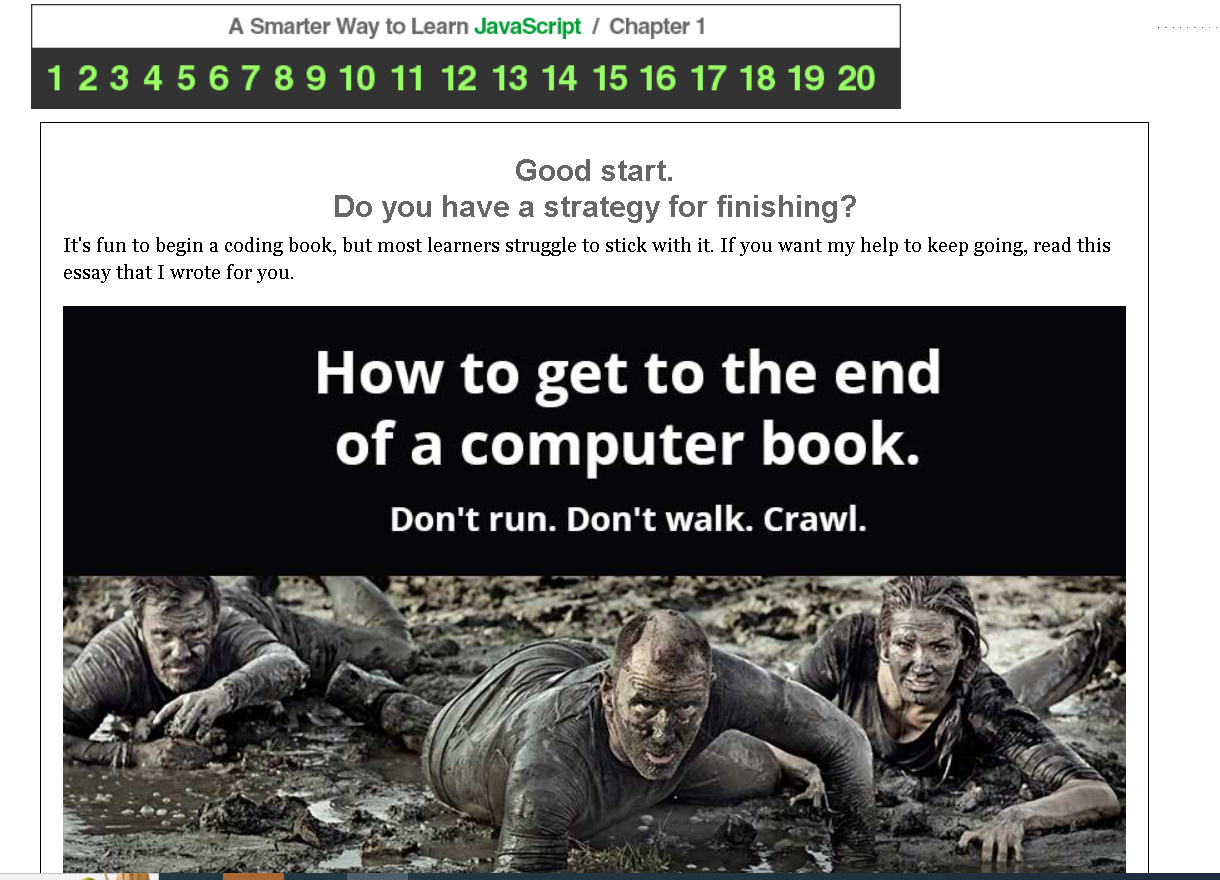 A Smarter Way to Learn JavaScript / Chapter 1
1 2 3 4 5 6 7 8 9 10 11 12 13 14 15 16 17 18 19 20
Good start.
Do you have a strategy for finishing?
It's fun to begin a coding book, but most learners struggle to stick with it. If you want my help to keep going, read this
essay that I wrote for you.
How to get to the end
of a computer book.
Don't run. Don't walk. Crawl.